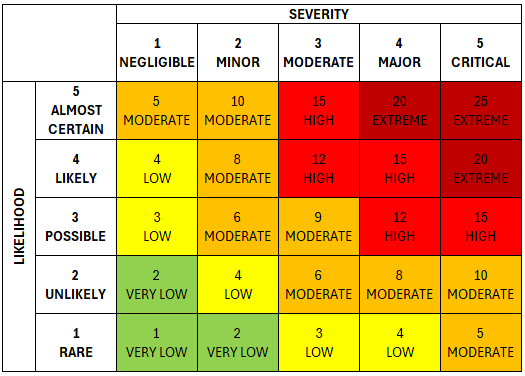 SEVERITY
1 2 3 4 5
NEGLIGIBLE MINOR MODERATE MAJOR CRITICAL
LIKELIHOOD
5 5 10 15 20 25
ALMOST CERTAIN MODERATE MODERATE HIGH EXTREME EXTREME
4 4 8 12 15 20
LIKELY LOW MODERATE HIGH HIGH EXTREME
3 3 6 9 12 15
POSSIBLE LOW MODERATE MODERATE HIGH HIGH
2 2 4 6 8 10
UNLIKELY VERY LOW LOW MODERATE MODERATE MODERATE
1 1 2 3 4 5
RARE VERY LOW VERY LOW LOW LOW MODERATE